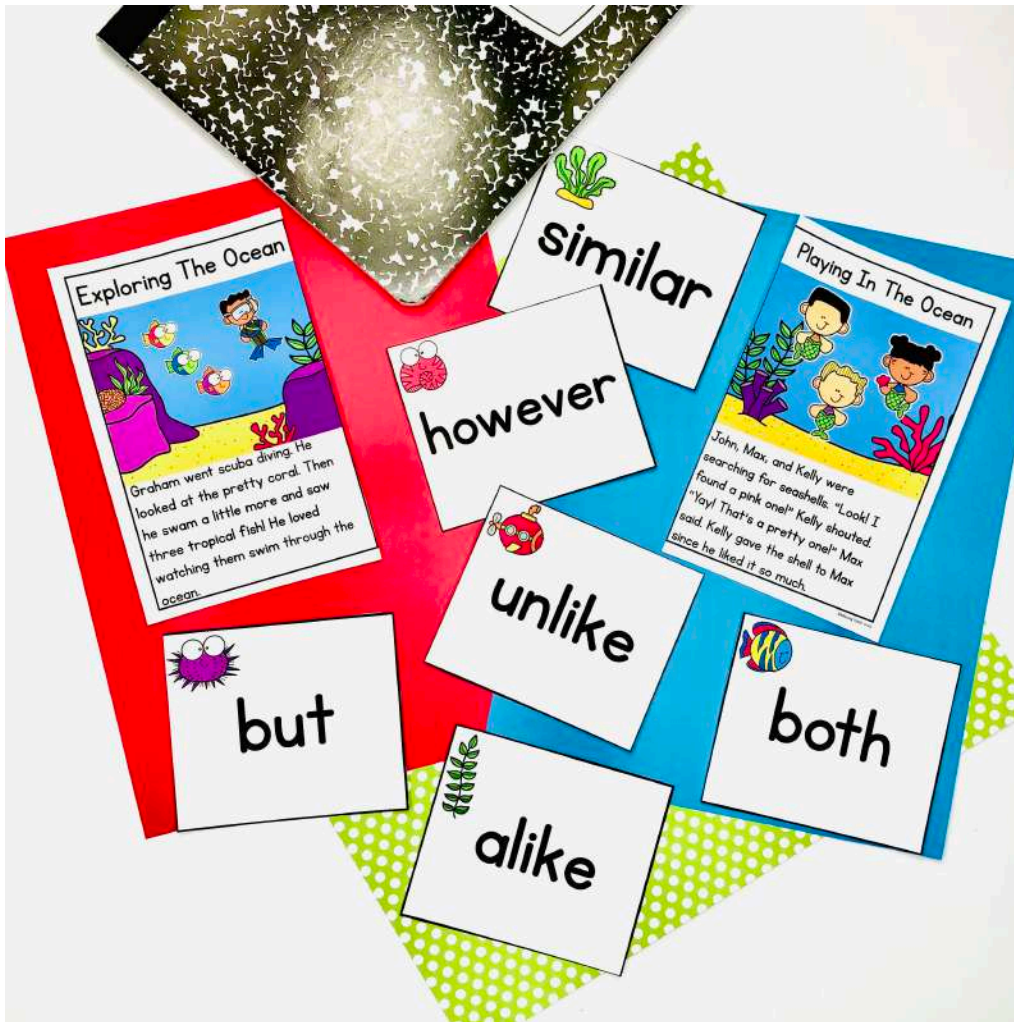 Exploring The Ocean
Graham went scuba diving. He
looked at the pretty coral. Then
he swam a little more and saw
three tropical fish! He loved
watching them swim through the
ocean.
similar
however
unlike
but
alike
both
Playing In The Ocean
John, Max, and Kelly were
searching for seashells. "Look! I
found a pink one!" Kelly shouted.
"Yay! That's a pretty one!" Max
said. Kelly gave the shell to Max
since he liked it so much.